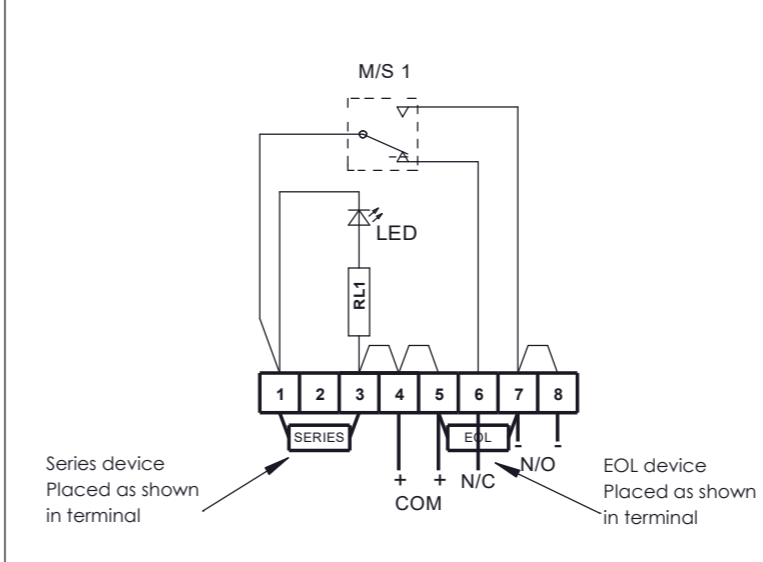 M/S 1
LED
RL1
1 2 3 4 5 6 7 8
SERIES
EOL
+ + N/C - -
COM
N/O
Series device
Placed as shown
in terminal
EOL device
Placed as shown
in terminal